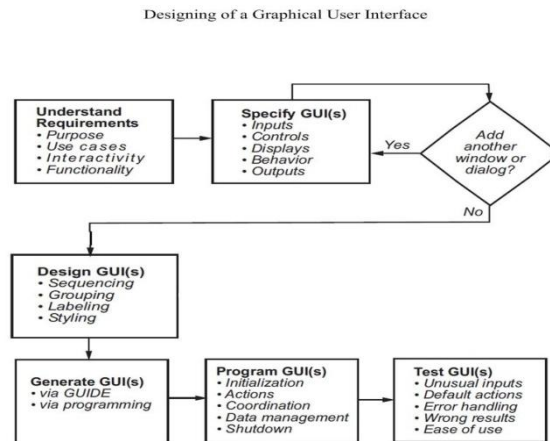 Designing of a Graphical User Interface
Understand
Requirements
• Purpose
• Use cases
• Interactivity
• Functionality
Specify GUI(s)
• Inputs
• Controls
• Displays
• Behavior
• Outputs
Add
another
window or
dialog?
Yes
No
Design GUI(s)
• Sequencing
• Grouping
• Labeling
• Styling
Generate GUI(s)
• via GUIDE
• via programming
Program GUI(s)
• Initialization
• Actions
• Coordination
• Data management
• Shutdown
Test GUI(s)
• Unusual inputs
• Default actions
• Error handling
• Wrong results
• Ease of use